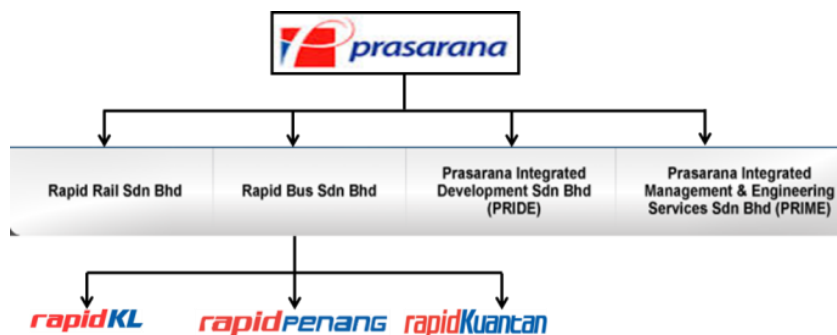 prasarana
Rapid Rail Sdn Bhd
Rapid Bus Sdn Bhd
Prasarana Integrated
Development Sdn Bhd
(PRIDE)
Prasarana Integrated
Management & Engineering
Services Sdn Bhd (PRIME)
rapidKL
rapidPENANG
rapidKuantan